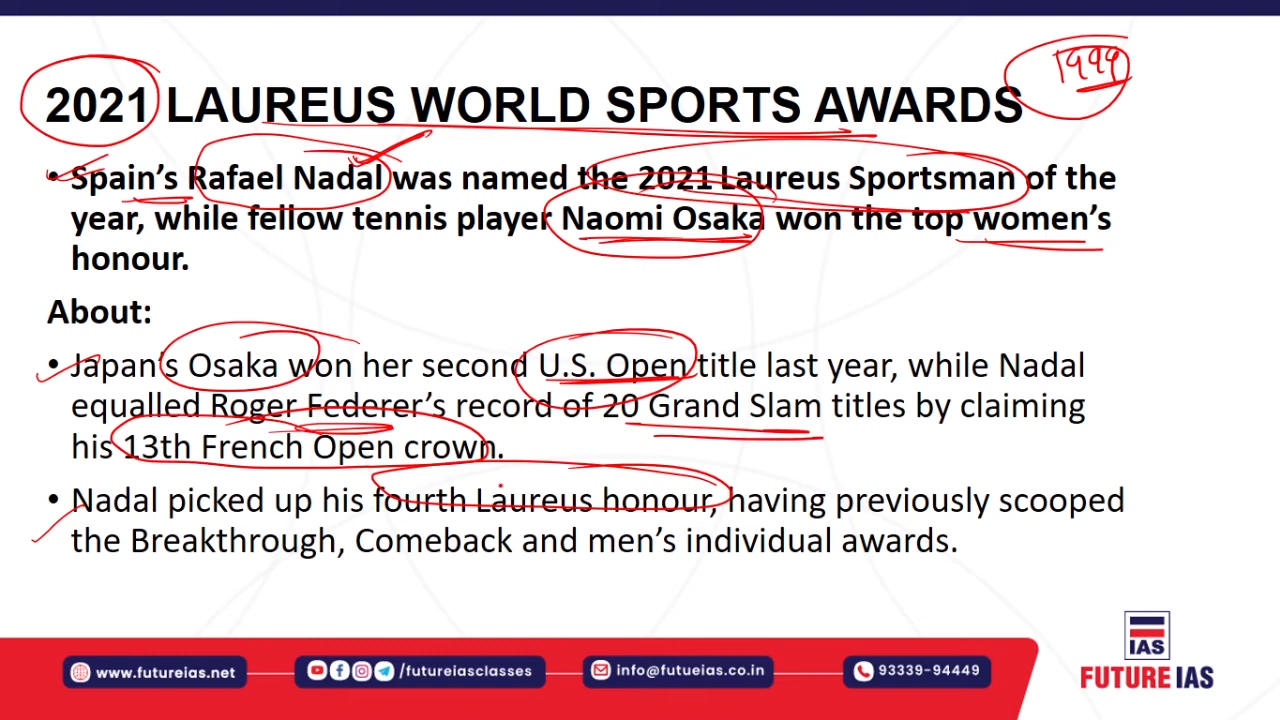 1999
2021 LAUREUS WORLD SPORTS AWARDS
• Spain's Rafael Nadal was named the 2021 Laureus Sportsman of the
year, while fellow tennis player Naomi Osaka won the top women's
honour.
About:
• Japan's Osaka won her second U.S. Open title last year, while Nadal
equalled Roger Federer's record of 20 Grand Slam titles by claiming
his 13th French Open crown.
• Nadal picked up his fourth Laureus honour, having previously scooped
the Breakthrough, Comeback and men's individual awards.
IAS
FUTURE IAS
www.futureias.net
/futureiasclasses
info@futueias.co.in
93339-94449